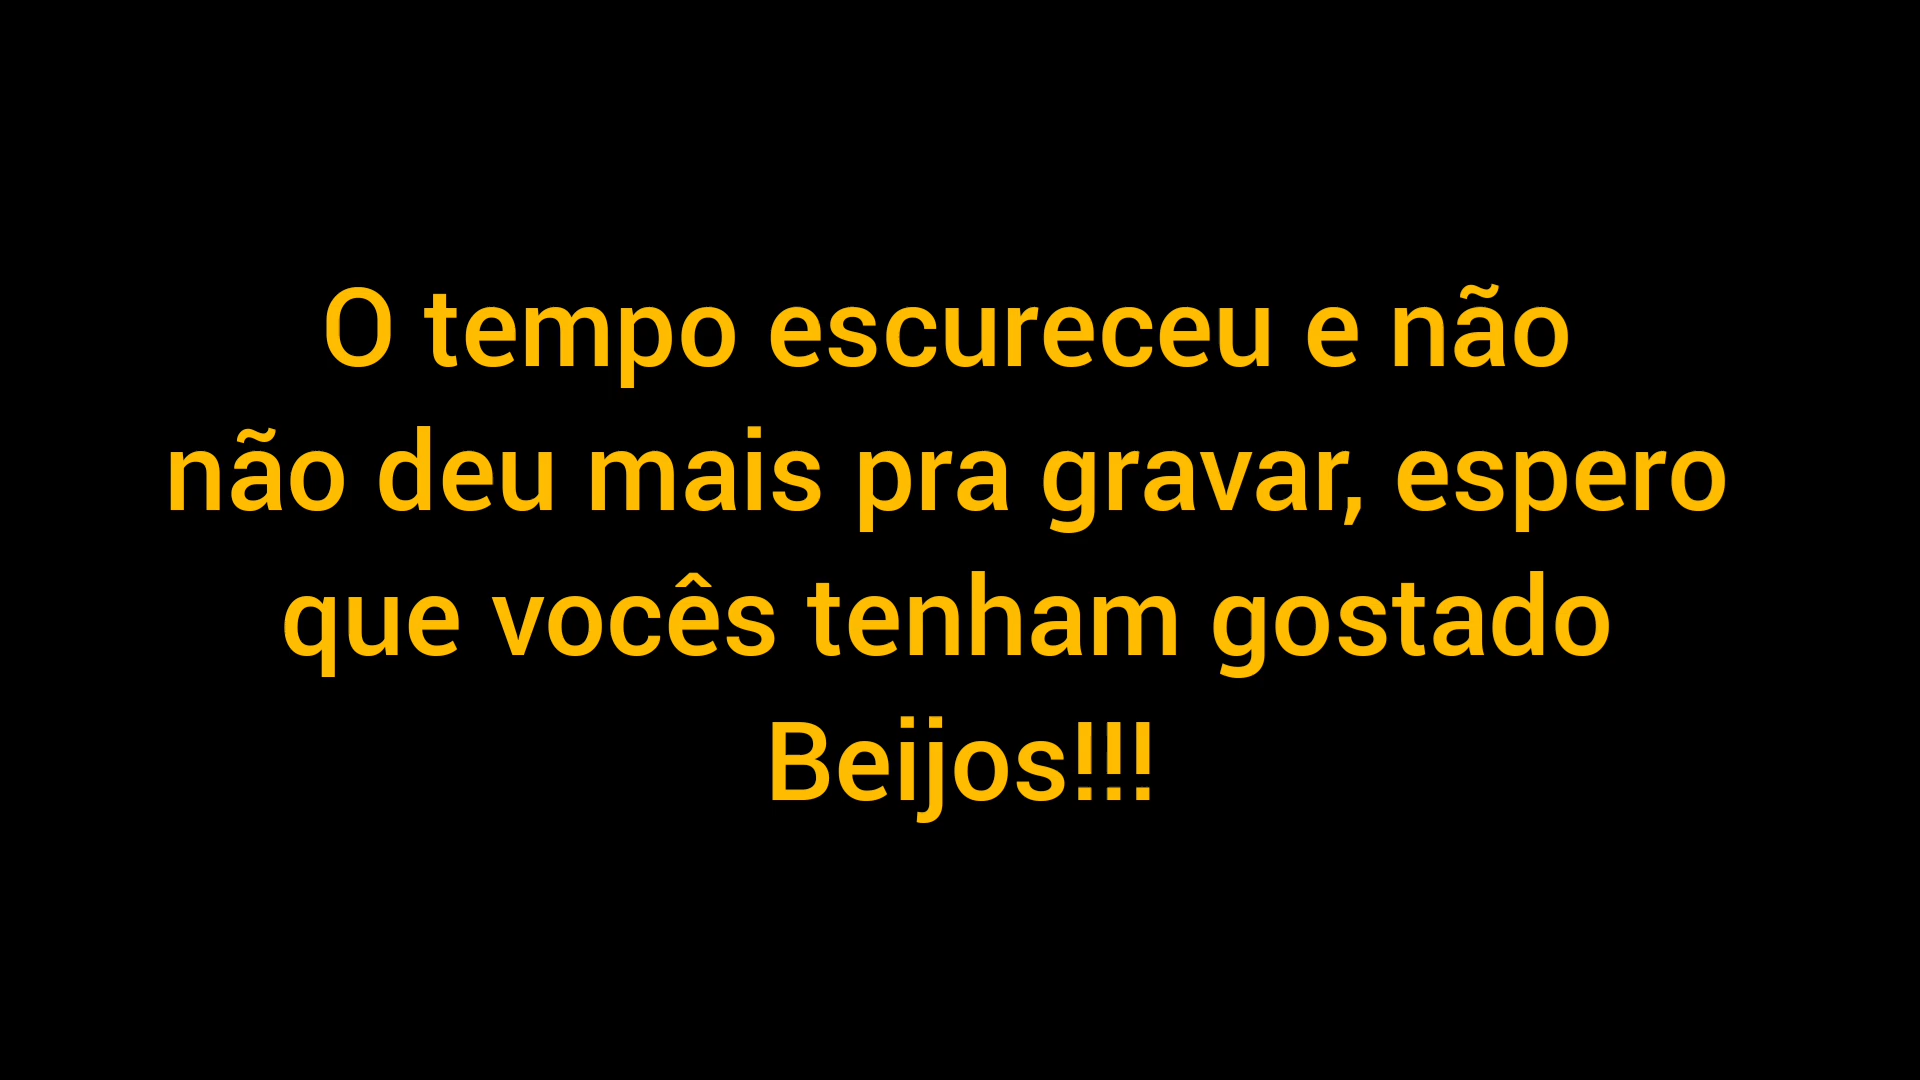 O tempo escureceu e não
não deu mais pra gravar, espero
que vocês tenham gostado
Beijos!!!